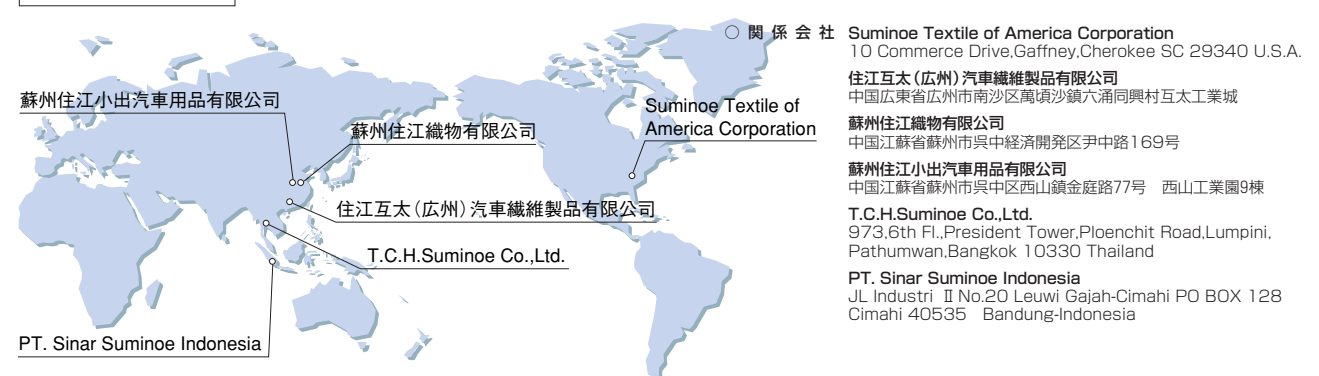 蘇州住江小出汽車用品有限公司
蘇州住江織物有限公司
Suminoe Textile of
America Corporation
住江互太（広州）汽車繊維製品有限公司
T.C.H.Suminoe Co.,Ltd.
PT. Sinar Suminoe Indonesia
○ 関 係 会 社
Suminoe Textile of America Corporation
10 Commerce Drive,Gaffney,Cherokee SC 29340 U.S.A.
住江互太（広州）汽車繊維製品有限公司
中国広東省広州市南沙区萬頃沙鎮六涌同興村互太工業城
蘇州住江織物有限公司
中国江蘇省蘇州市呉中経済開発区尹中路169号
蘇州住江小出汽車用品有限公司
中国江蘇省蘇州市呉中区西山鎮金庭路77号　西山工業園9棟
T.C.H.Suminoe Co.,Ltd.
973,6th Fl.,President Tower,Ploenchit Road,Lumpini,
Pathumwan,Bangkok 10330 Thailand
PT. Sinar Suminoe Indonesia
JL Industri Ⅱ No.20 Leuwi Gajah-Cimahi PO BOX 128
Cimahi 40535　Bandung-Indonesia